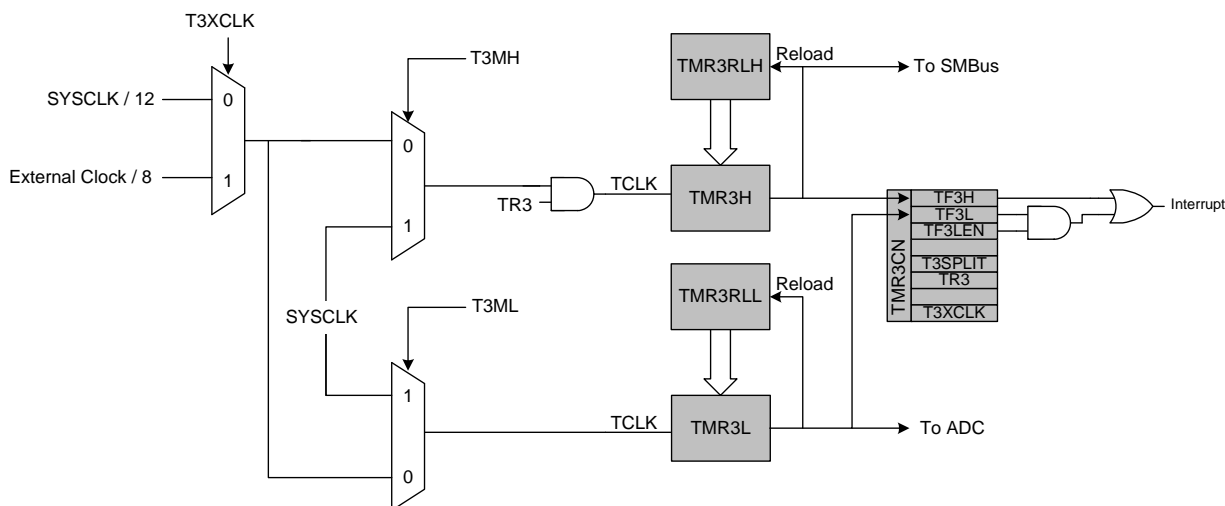 T3XCLK
SYSCLK / 12
0
External Clock / 8
1
T3MH
0
1
TR3
TCLK
SYSCLK
T3ML
1
0
TCLK
TMR3RLH
Reload
To SMBus
TMR3H
TMR3RLL
Reload
TMR3L
To ADC
TMR3CN
TF3H
TF3L
TF3LEN
T3SPLIT
TR3
T3XCLK
Interrupt